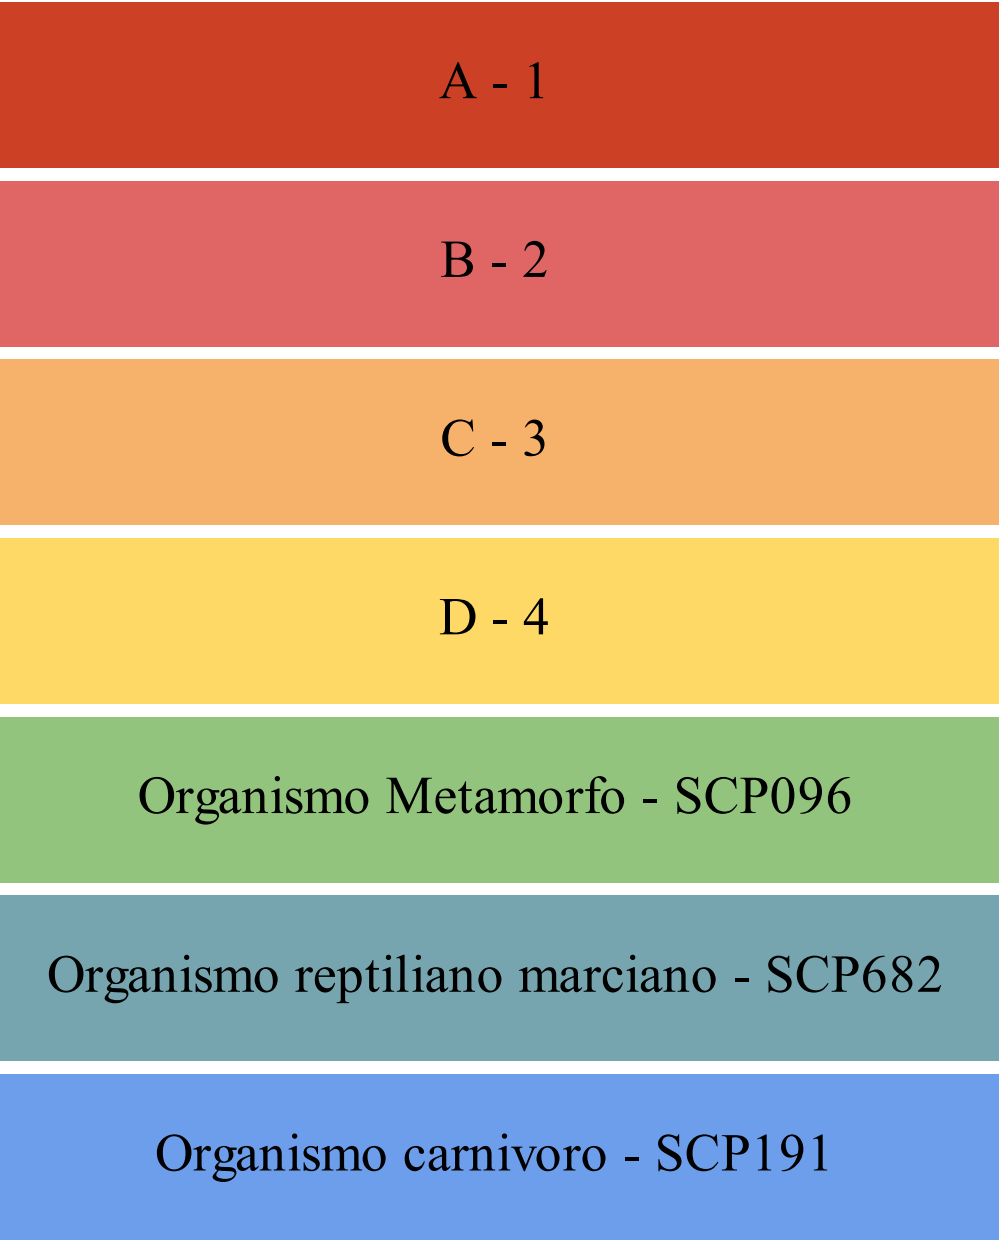 A - 1
B - 2
C - 3
D - 4
Organismo Metamorfo - SCP096
Organismo reptiliano marciano - SCP682
Organismo carnivoro - SCP191